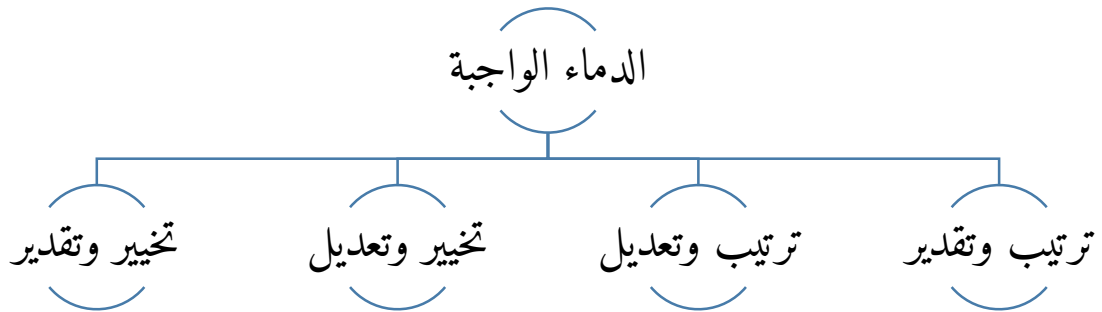 الدماء الواجبة
ترتيب وتقدير
ترتيب وتعديل
تخيير وتعديل
تخيير وتقدير